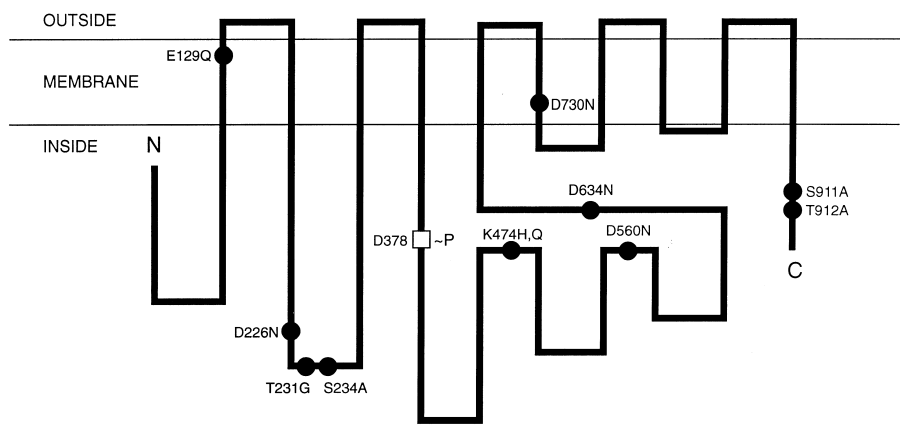 OUTSIDE
E129Q
MEMBRANE
D730N
INSIDE
N
S911A
D634N
T912A
D378 ~P
K474H,Q
D560N
C
D226N
T231G
S234A